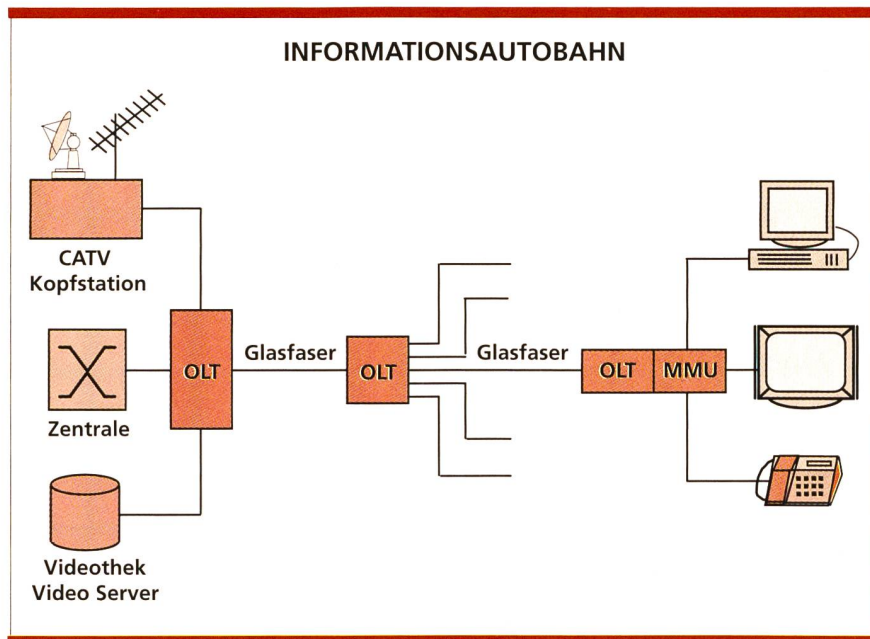 INFORMATIONSAUTOBAHN
CATV
Kopfstation
Zentrale
Videothek
Video Server
OLT
Glasfaser
OLT
Glasfaser
OLT
MMU